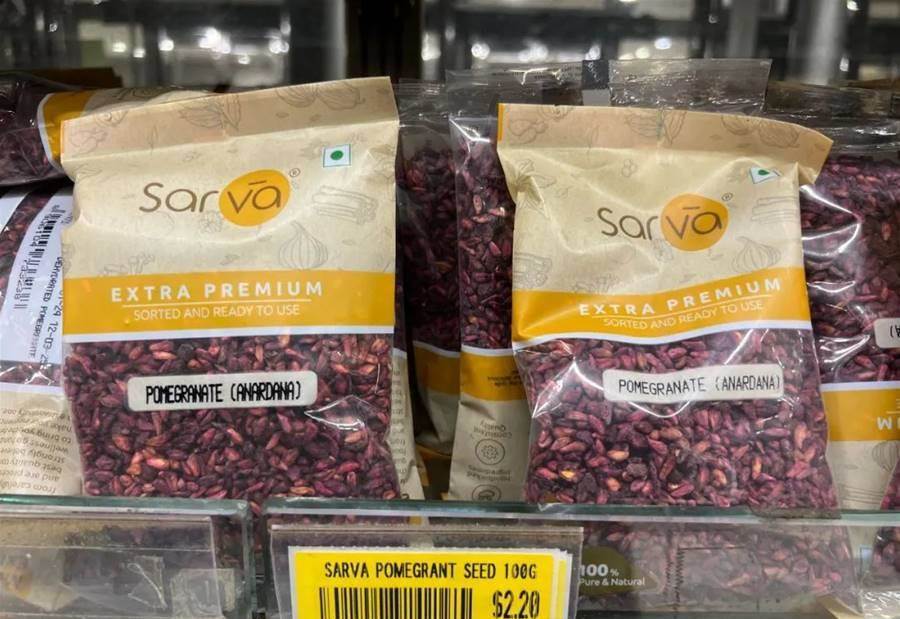 sarvā®
EXTRA PREMIUM
SORTED AND READY TO USE
POMEGRANATE (ANARDANA)
sarvā®
EXTRA PREMIUM
SORTED AND READY TO USE
POMEGRANATE (ANARDANA)
SARVA POMEGRANT SEED 100G
$2.20
100%
Pure & Natural